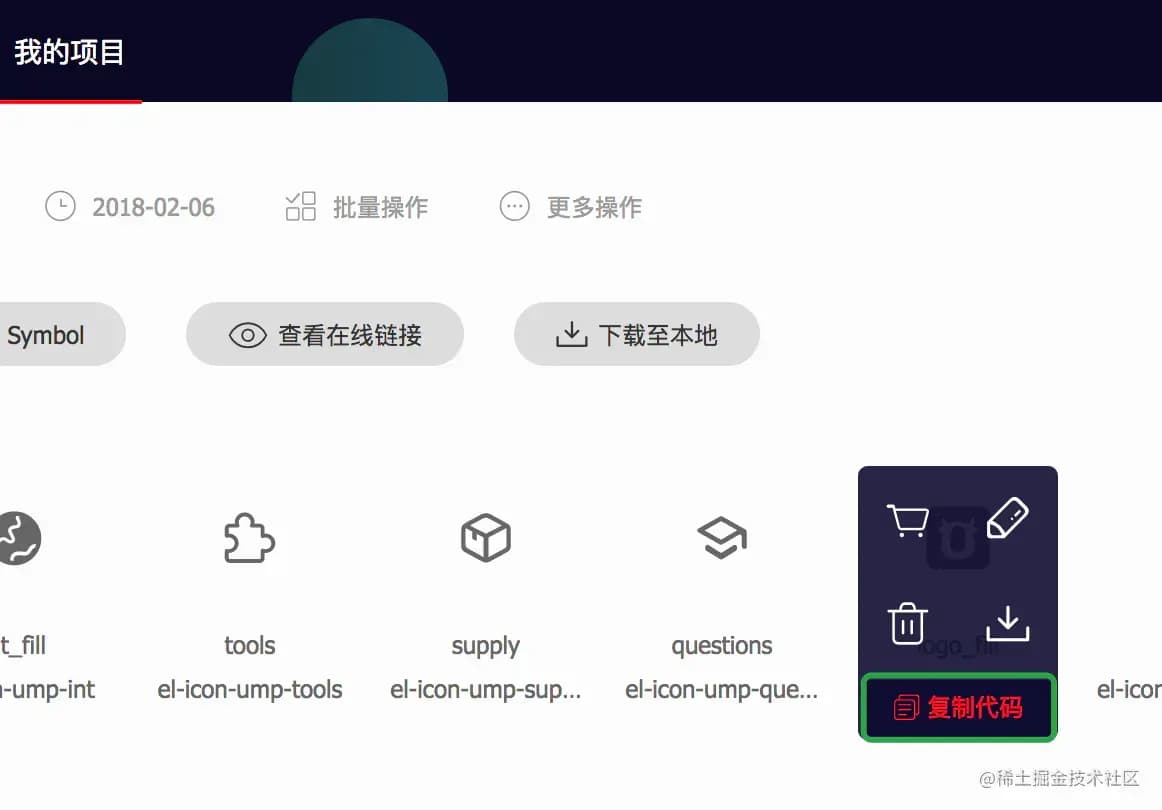 我的项目
2018-02-06 批量操作 更多操作
Symbol 查看在线链接 下载至本地
t_fill tools supply questions logo_fill
-ump-int el-icon-ump-tools el-icon-ump-sup... el-icon-ump-que... 复制代码 el-icon
@稀土掘金技术社区